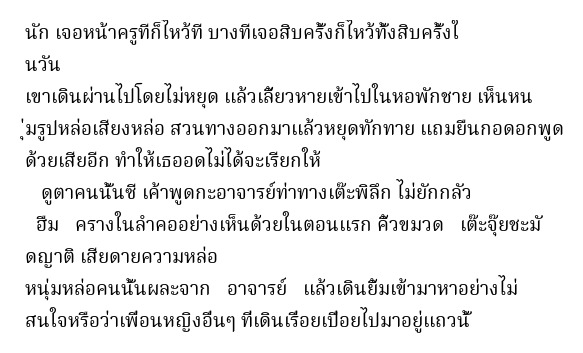 นัก เจอหน้าครูทีก็ไหว้ที บางทีเจอสิบครั้งก็ไหว้ทั้งสิบครั้งใ
นวัน
เขาเดินผ่านไปโดยไม่หยุด แล้วเลี้ยวหายเข้าไปในหอพักชาย เห็นหน
ุ่มรูปหล่อเสียงหล่อ สวนทางออกมาแล้วหยุดทักทาย แถมยืนกอดอกพูด
ด้วยเสียอีก ทำให้เธออดไม่ได้จะเรียกให้
ดูตาคนนั้นซี เค้าพูดกะอาจารย์ท่าทางเต๊ะพิลึก ไม่ยักกลัว
ฮืม ครางในลำคออย่างเห็นด้วยในตอนแรก คิ้วขมวด เต๊ะจุ๊ยชะมั
ดญาติ เสียดายความหล่อ
หนุ่มหล่อคนนั้นผละจาก อาจารย์ แล้วเดินยิ้มเข้ามาหาอย่างไม่
สนใจหรือว่าเพื่อนหญิงอื่นๆ ที่เดินเรื่อยเปื่อยไปมาอยู่แถวนี้